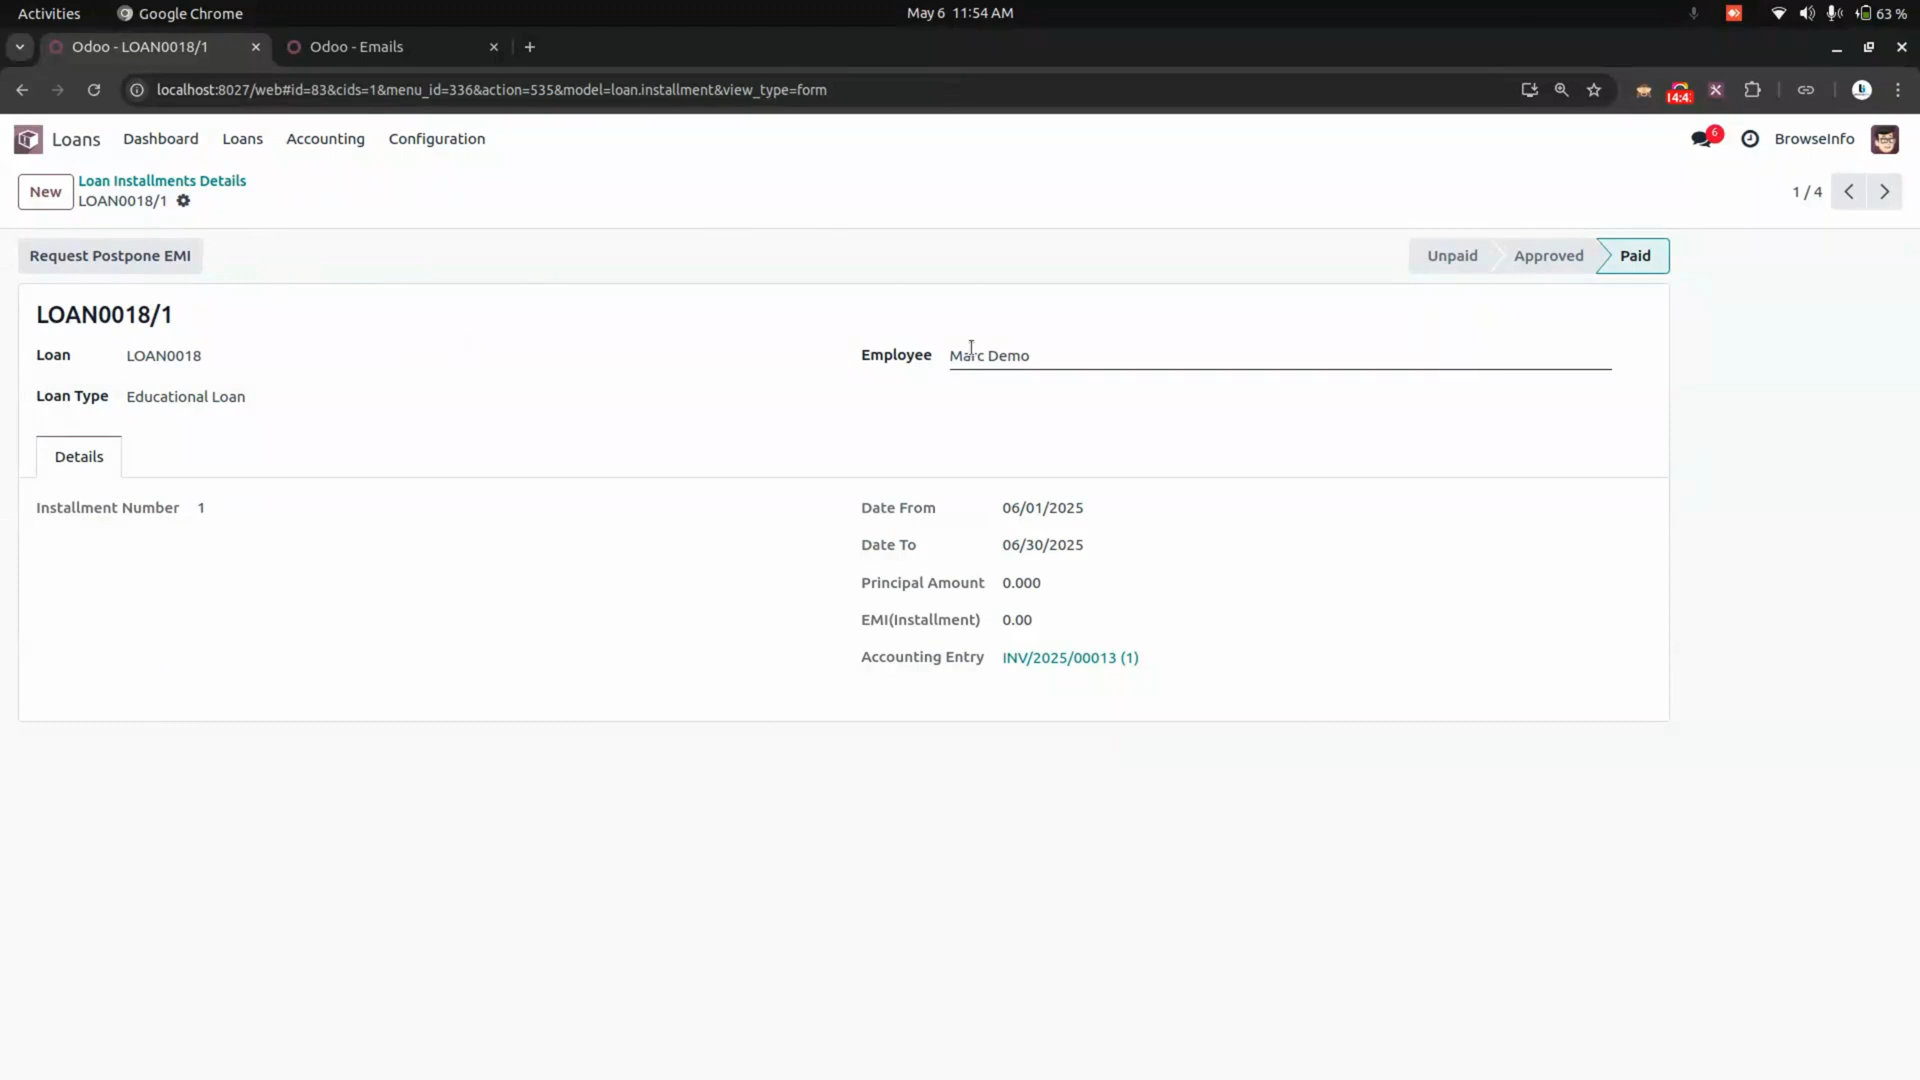 Activities Google Chrome May 6 11:54 AM 63 %
Odoo - LOAN0018/1 Odoo - Emails
localhost:8027/web#id=83&cids=1&menu_id=336&action=535&model=loan.installment&view_type=form
Loans Dashboard Loans Accounting Configuration 6 BrowseInfo
New Loan Installments Details
LOAN0018/1 1 / 4
Request Postpone EMI Unpaid Approved Paid
LOAN0018/1
Loan LOAN0018 Employee Marc Demo
Loan Type Educational Loan
Details
Installment Number 1 Date From 06/01/2025
Date To 06/30/2025
Principal Amount 0.000
EMI(Installment) 0.00
Accounting Entry INV/2025/00013 (1)